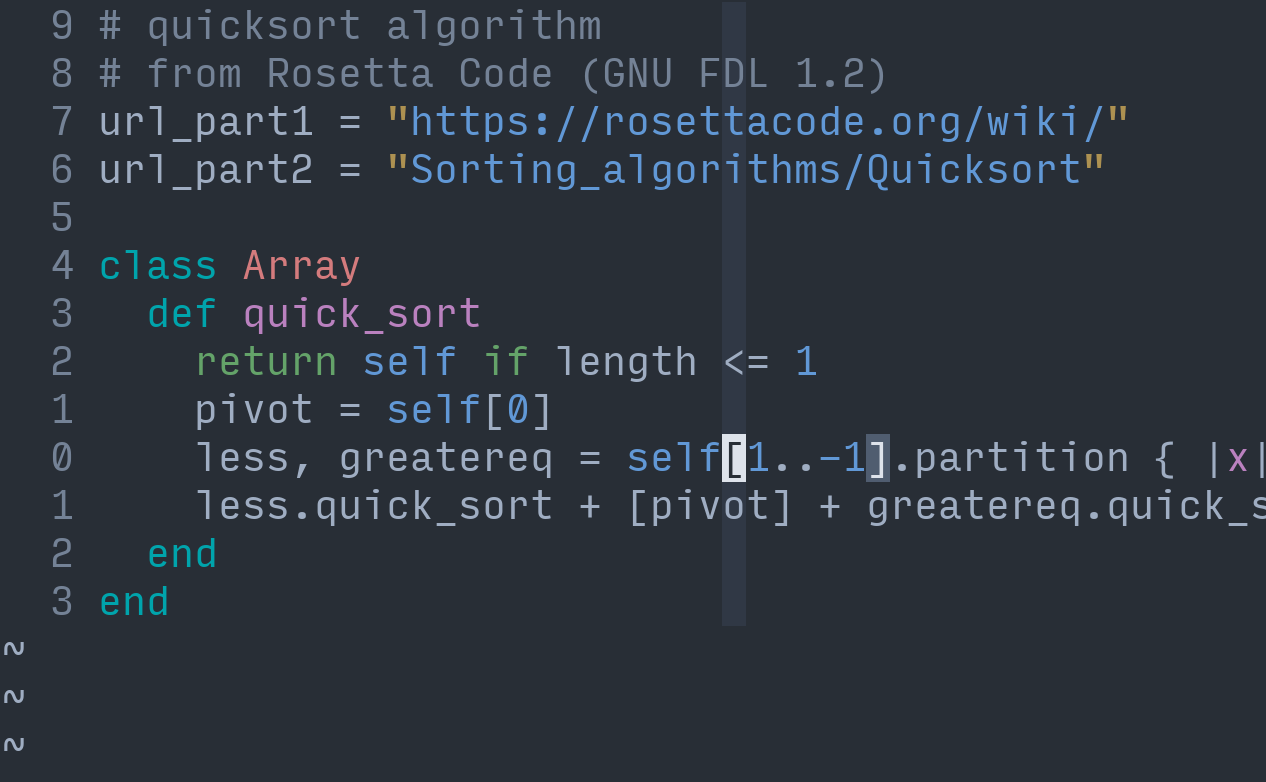 9 # quicksort algorithm
8 # from Rosetta Code (GNU FDL 1.2)
7 url_part1 = "https://rosettacode.org/wiki/"
6 url_part2 = "Sorting_algorithms/Quicksort"
5
4 class Array
3   def quick_sort
2     return self if length <= 1
1     pivot = self[0]
0     less, greatereq = self[1..-1].partition { |x|
1     less.quick_sort + [pivot] + greatereq.quick_s
2   end
3 end
~
~
~